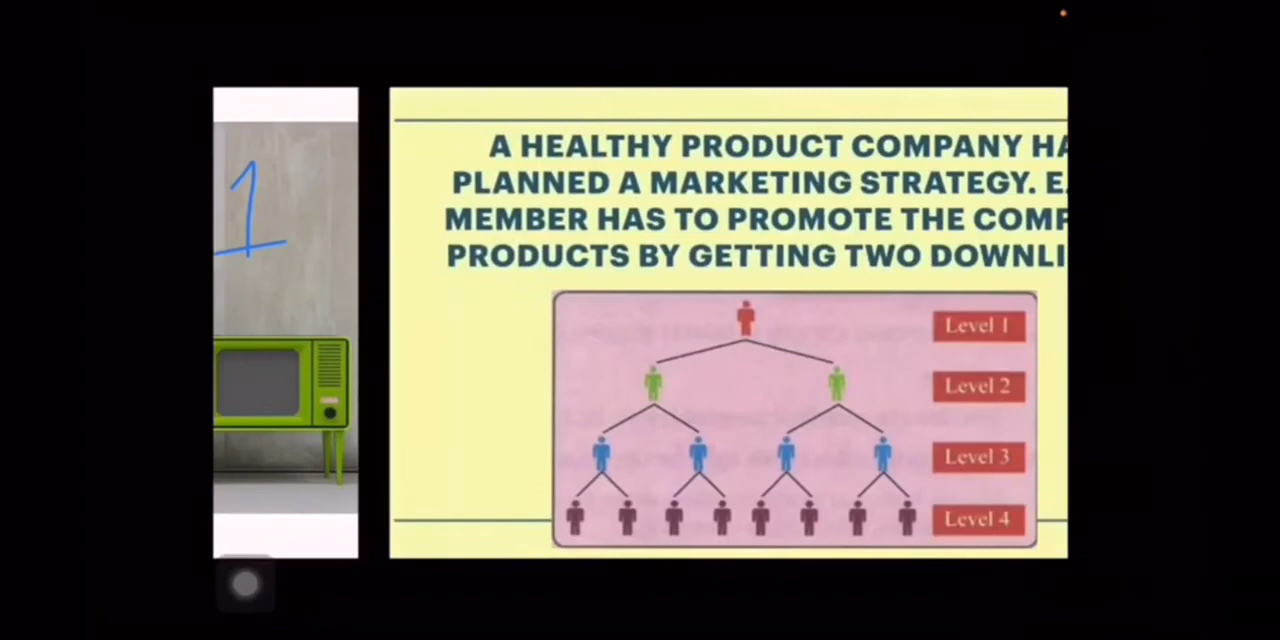 1
A HEALTHY PRODUCT COMPANY HA
PLANNED A MARKETING STRATEGY. E
MEMBER HAS TO PROMOTE THE COMP
PRODUCTS BY GETTING TWO DOWNLI
Level 1
Level 2
Level 3
Level 4